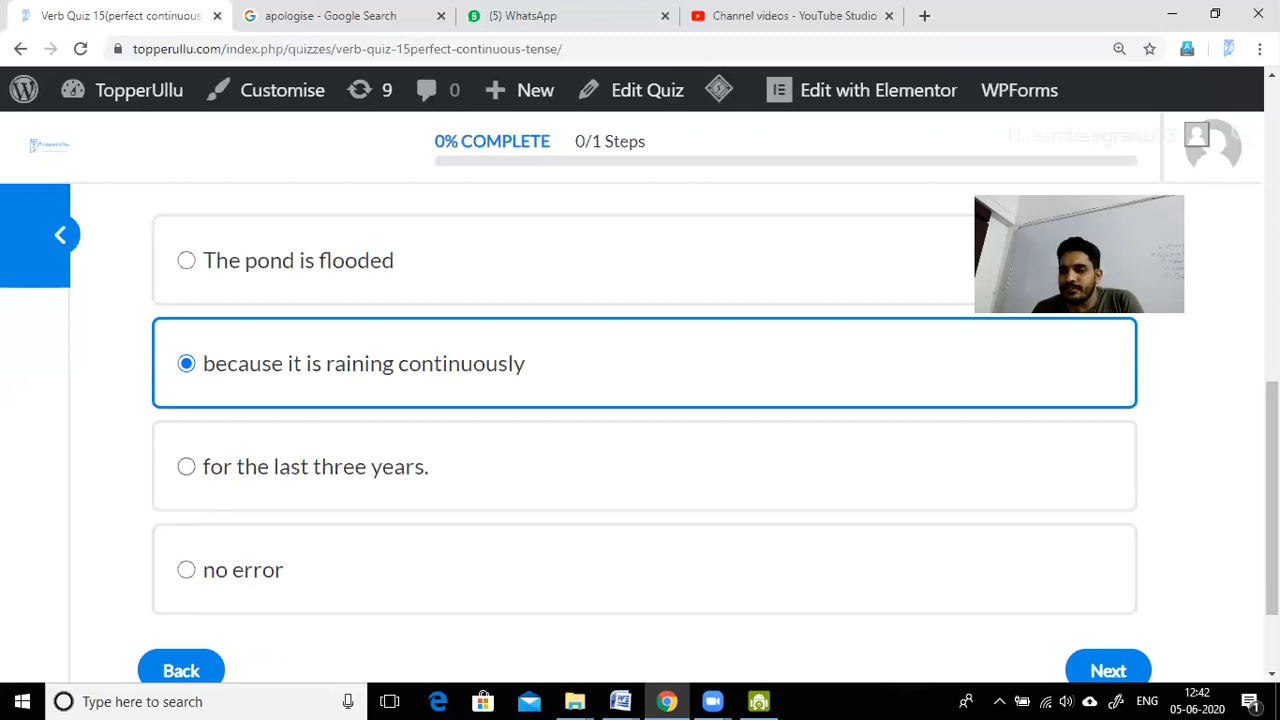 Verb Quiz 15(perfect continuous
apologise - Google Search
(5) WhatsApp
Channel videos - YouTube Studio
topperullu.com/index.php/quizzes/verb-quiz-15perfect-continuous-tense/
TopperUllu
Customise
9
0
New
Edit Quiz
Edit with Elementor
WPForms
0% COMPLETE
0/1 Steps
The pond is flooded
because it is raining continuously
for the last three years.
no error
Back
Next
Type here to search
ENG
12:42
05-06-2020
1